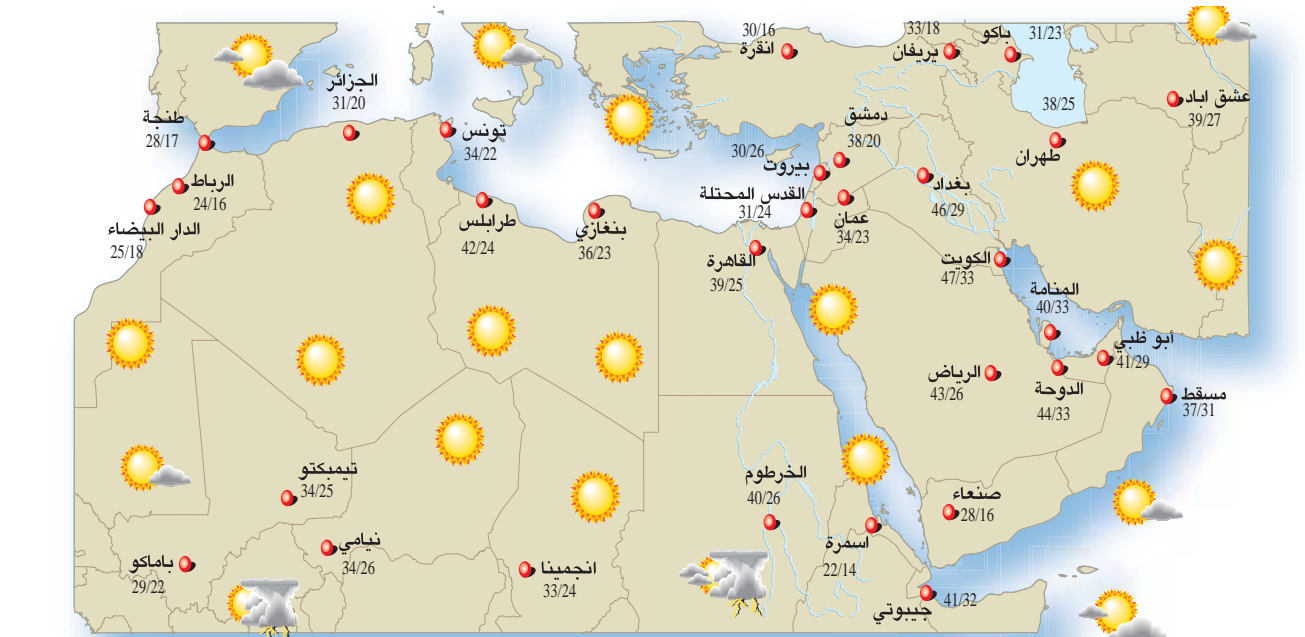 30/16
انقرة
33/18
يريفان
باكو
31/23
38/25
عشق اباد
39/27
طهران
الجزائر
31/20
طنجة
28/17
تونس
34/22
دمشق
38/20
30/26
بيروت
الرباط
24/16
القدس المحتلة
31/24
بغداد
46/29
الدار البيضاء
25/18
طرابلس
42/24
بنغازي
36/23
عمان
34/23
القاهرة
39/25
الكويت
47/33
المنامة
40/33
أبو ظبي
41/29
الرياض
43/26
الدوحة
44/33
مسقط
37/31
تيمبكتو
34/25
الخرطوم
40/26
صنعاء
28/16
نيامي
34/26
اسمرة
22/14
باماكو
29/22
انجمينا
33/24
41/32
جيبوتي